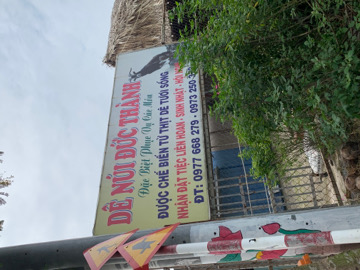 DÊ NÚI ĐỨC THÀNH
Đặc Biệt Phục Vụ Các Món
ĐƯỢC CHẾ BIẾN TỪ THỊT DÊ TƯƠI SỐNG
NHẬN ĐẶT TIỆC LIÊN HOAN - SINH NHẬT - HỘI
ĐT: 0977 668 279 - 0973 250